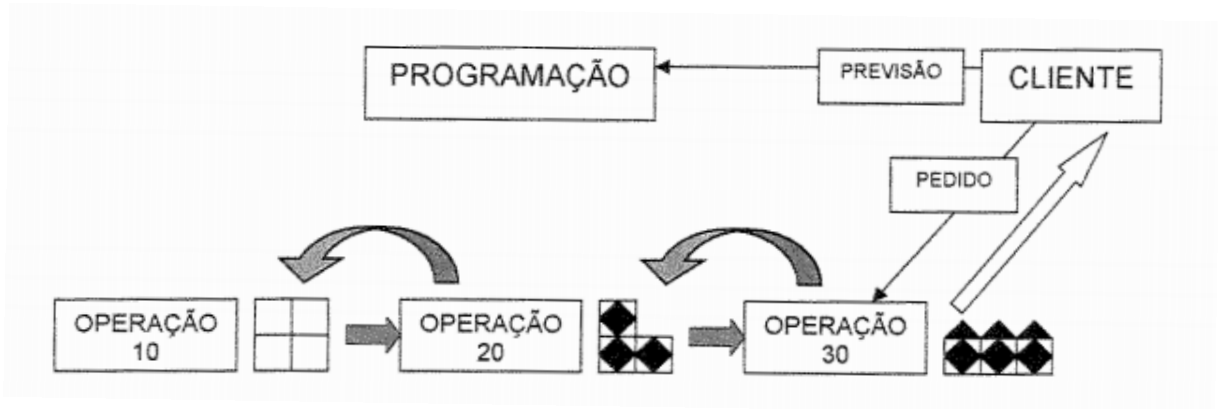 PROGRAMAÇÃO
PREVISÃO
CLIENTE
PEDIDO
OPERAÇÃO
10
OPERAÇÃO
20
OPERAÇÃO
30